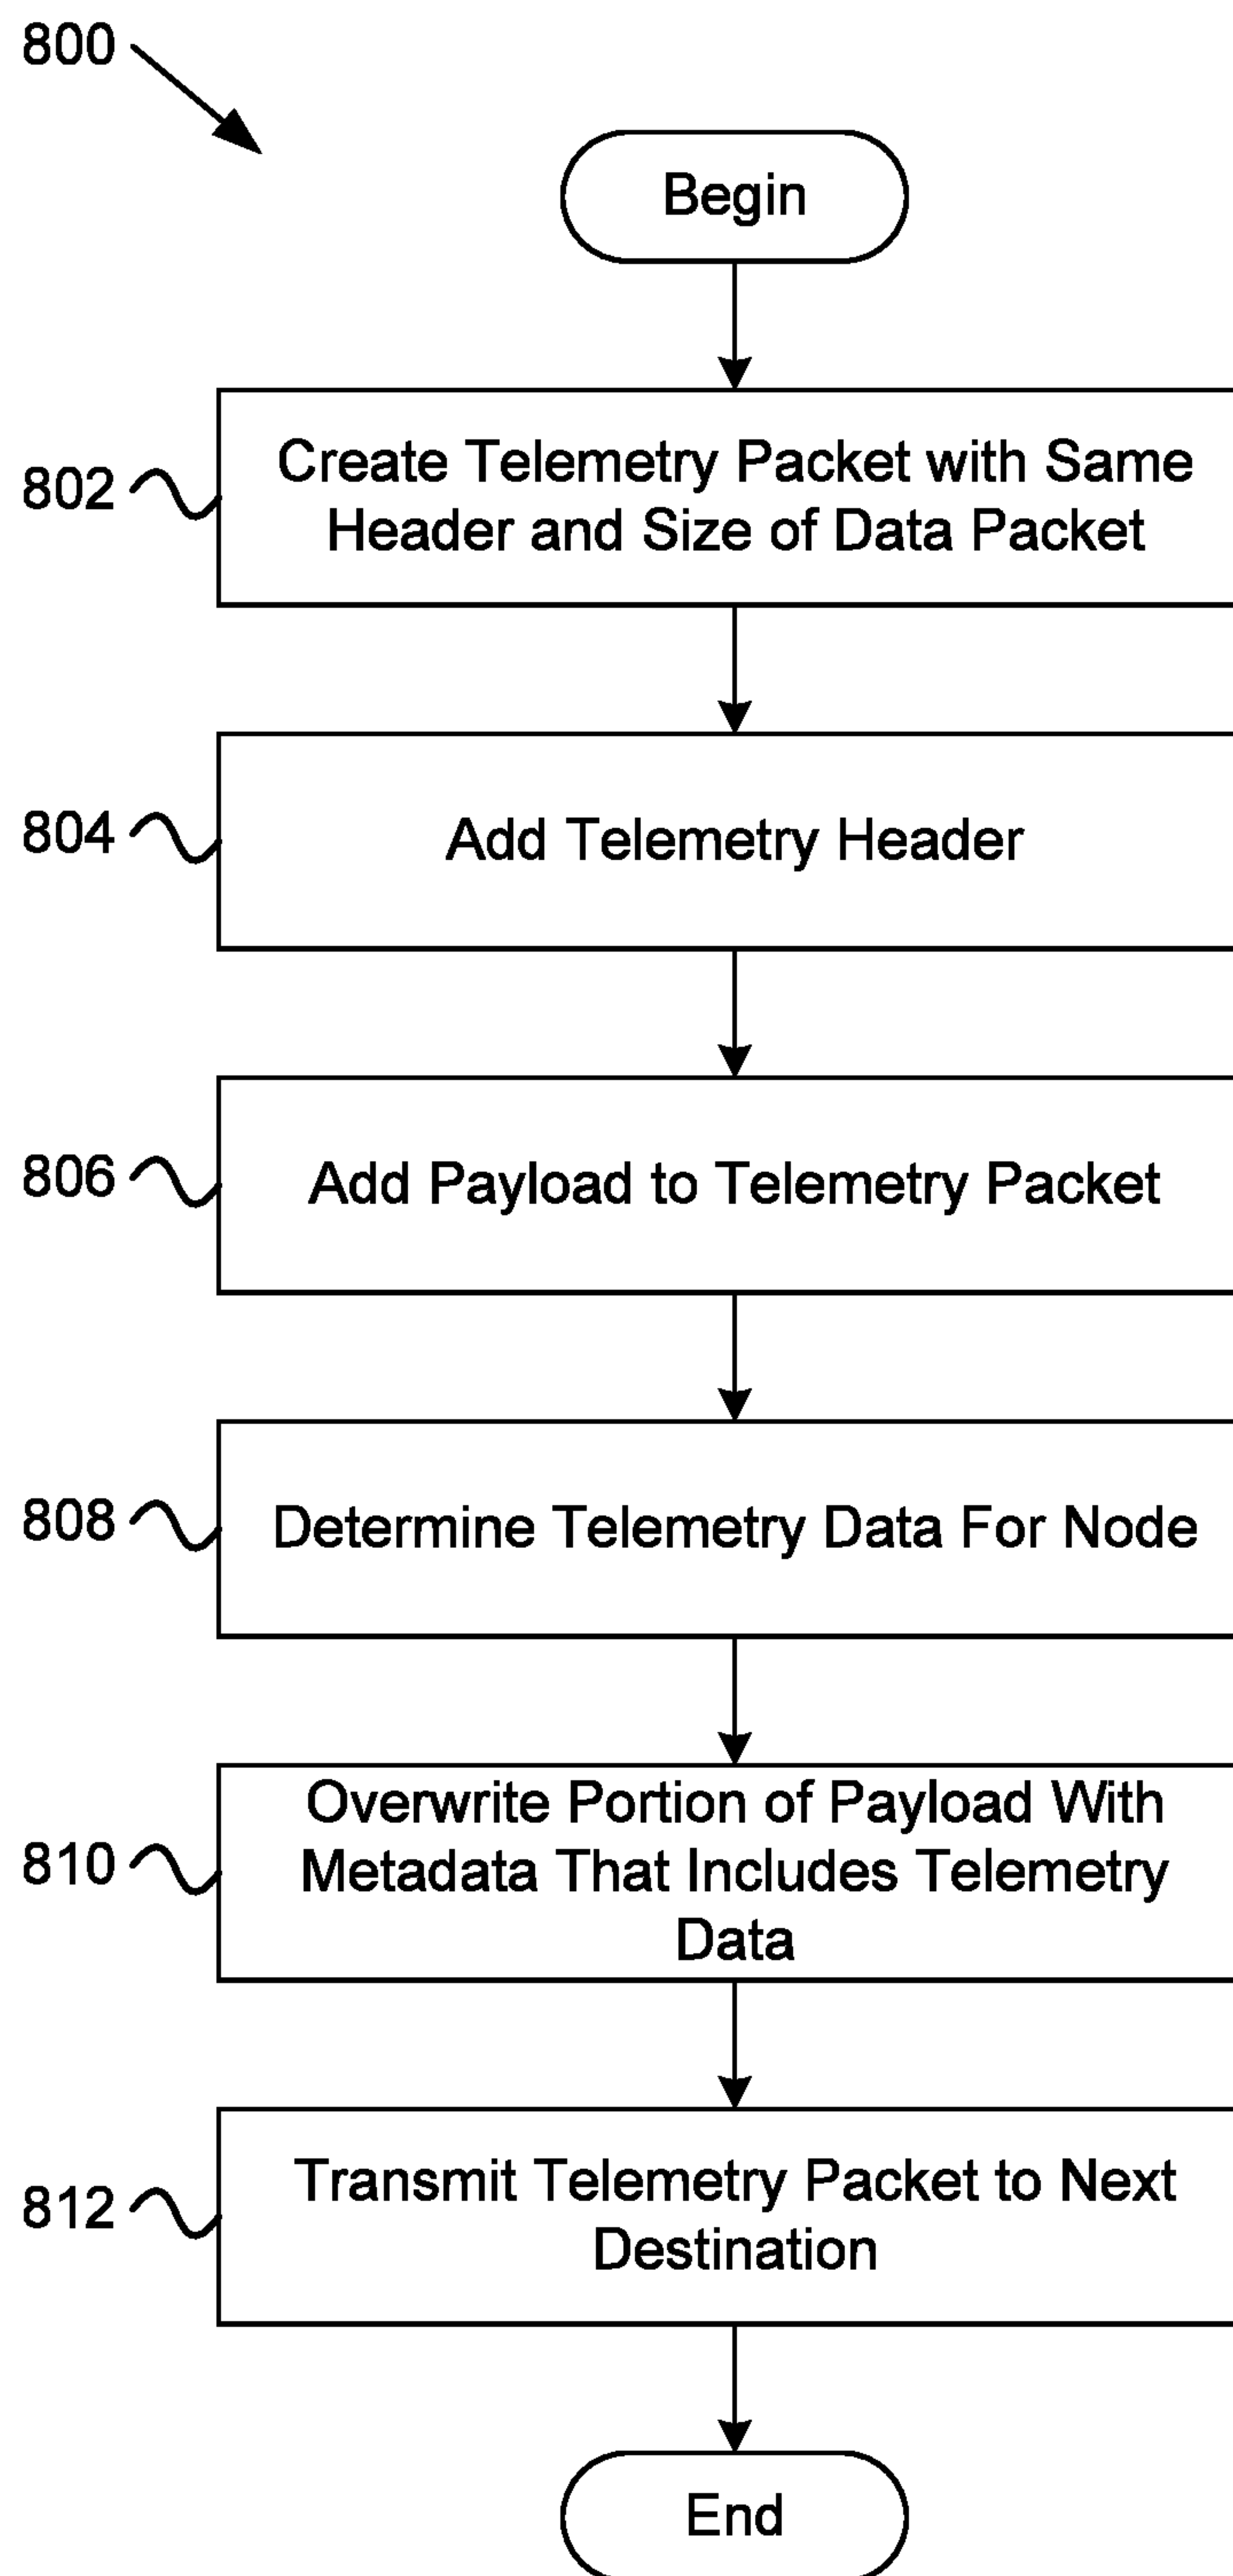 800
Begin
802
Create Telemetry Packet with Same
Header and Size of Data Packet
804
Add Telemetry Header
806
Add Payload to Telemetry Packet
808
Determine Telemetry Data For Node
810
Overwrite Portion of Payload With
Metadata That Includes Telemetry
Data
812
Transmit Telemetry Packet to Next
Destination
End